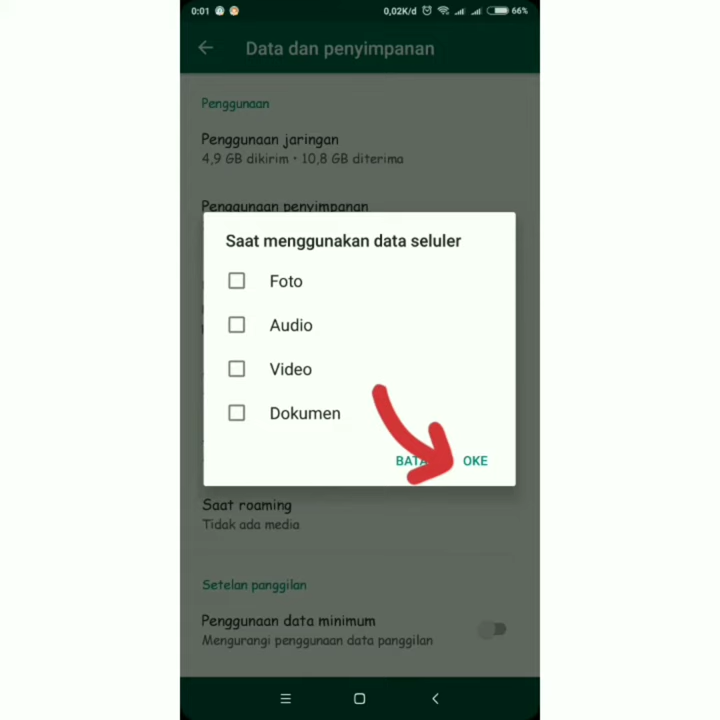 0:01
0,02K/d
66%
Data dan penyimpanan
Penggunaan
Penggunaan jaringan
4,9 GB dikirim • 10,8 GB diterima
Penggunaan penyimpanan
Saat menggunakan data seluler
Foto
Audio
Video
Dokumen
OKE
Saat roaming
Tidak ada media
Setelan panggilan
Penggunaan data minimum
Mengurangi penggunaan data panggilan